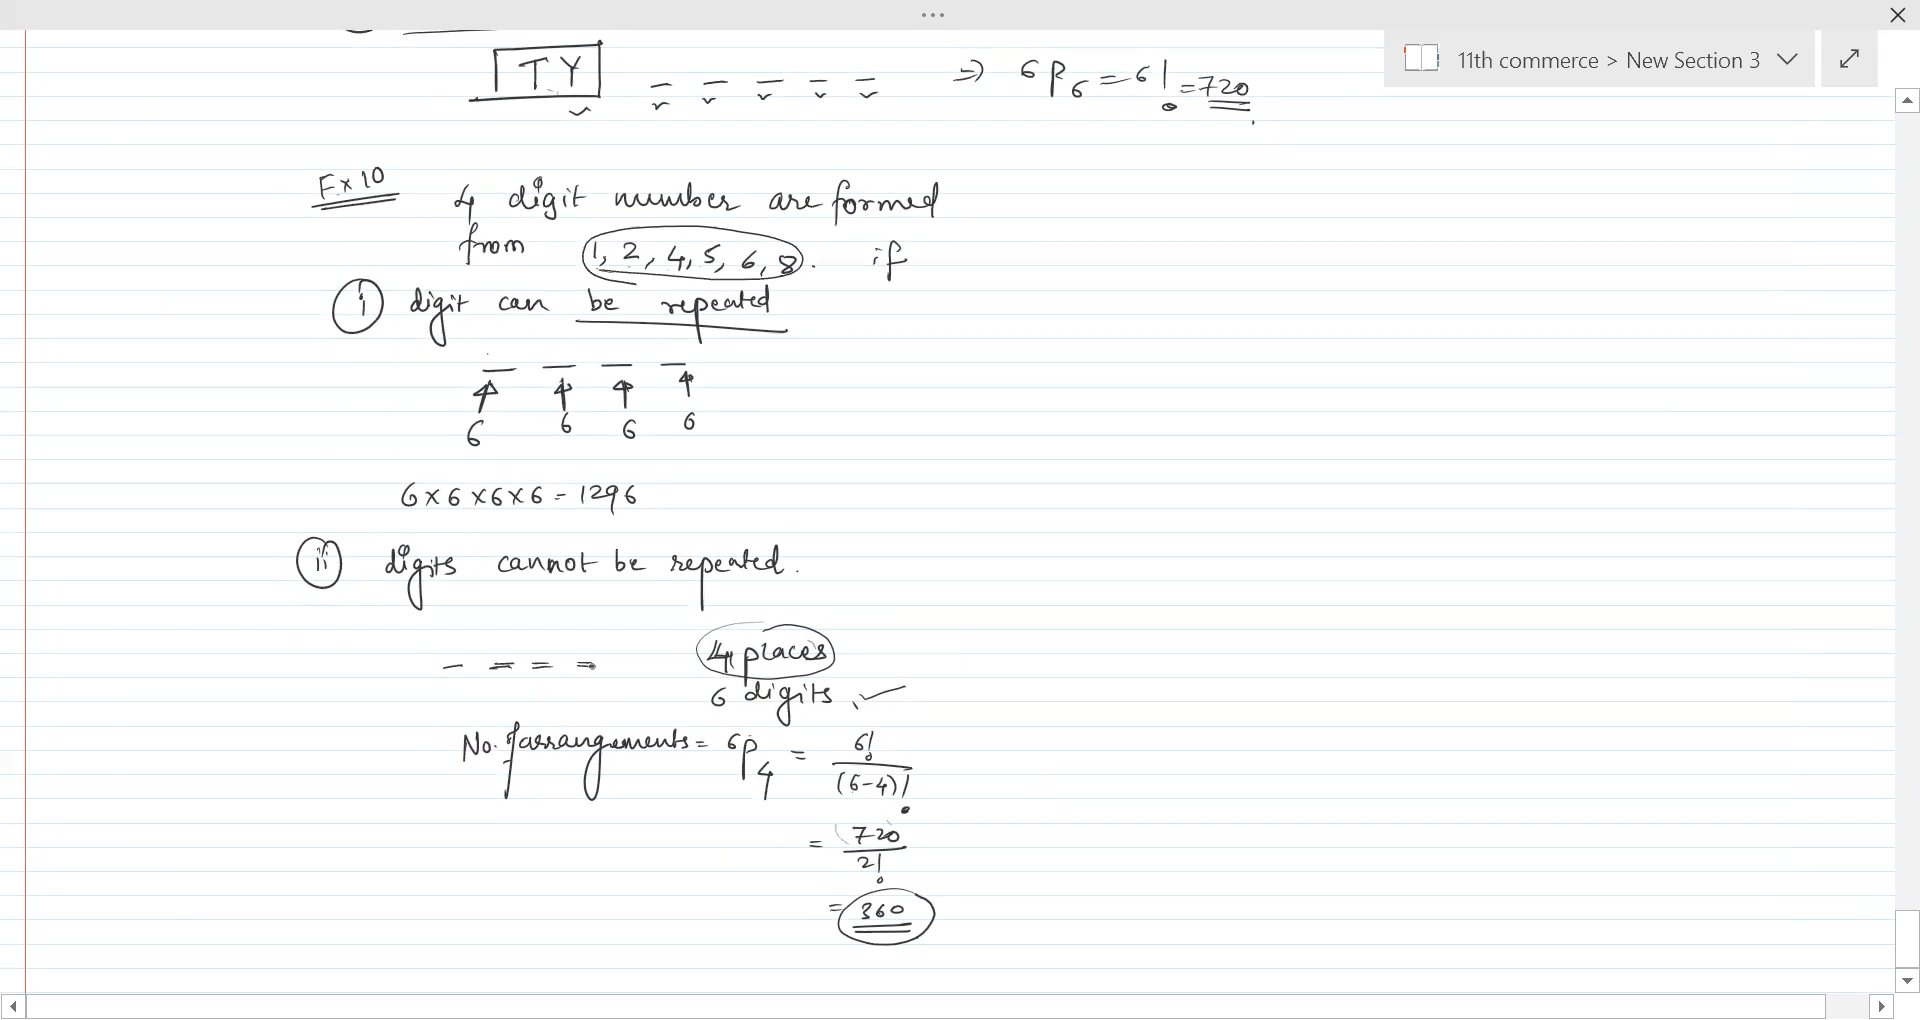 11th commerce > New Section 3
TY _ _ _ _ _ => 6P6 = 6! = 720
Ex 10 4 digit number are formed
from 1, 2, 4, 5, 6, 8. if
i digit can be repeated
6 6 6 6
6 × 6 × 6 × 6 = 1296
ii digits cannot be repeated.
_ _ _ _ 4 places
6 digits ✓
No. of arrangements = 6P4 = 6!/(6-4)!
= 720/2!
= 360